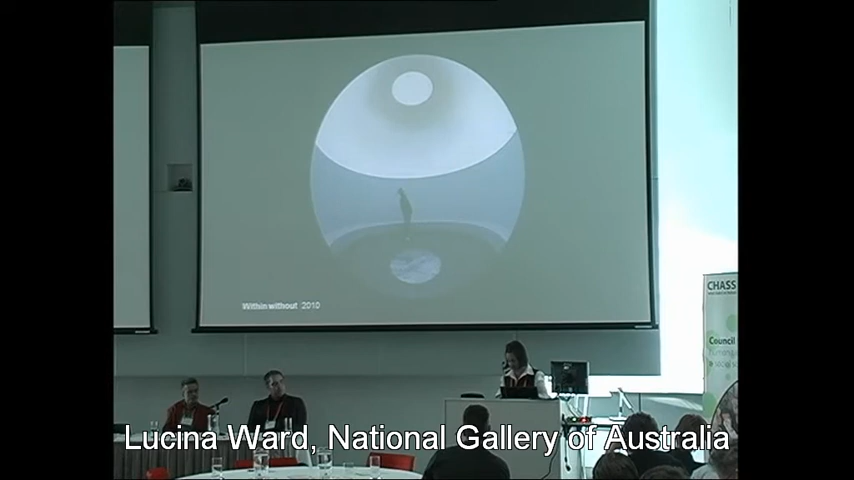 Within without 2010
CHASS
Council
Lucina Ward, National Gallery of Australia